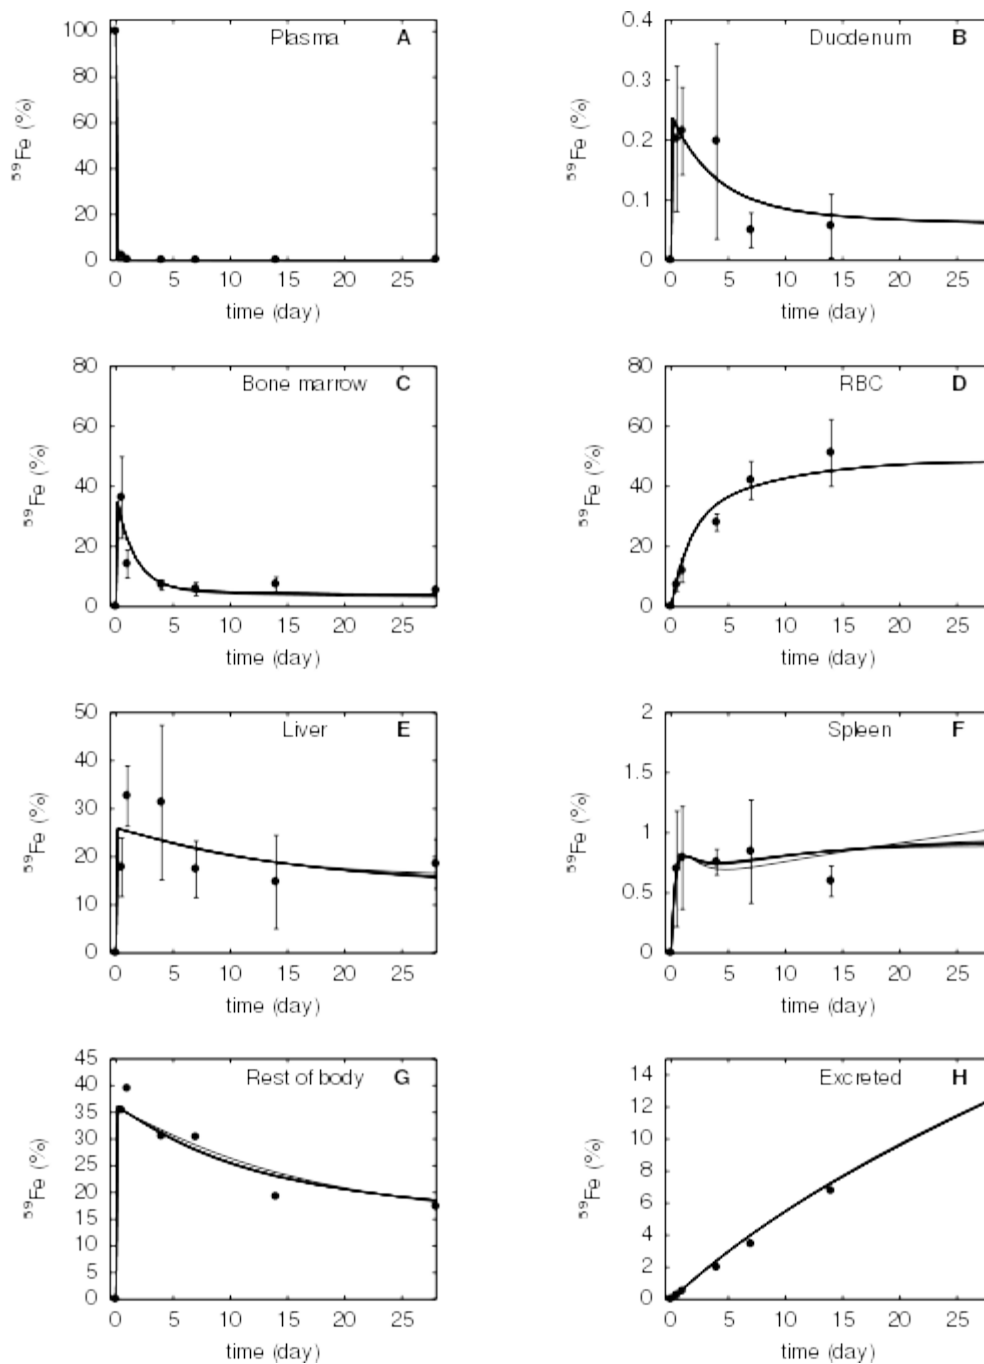 Plasma A
⁵⁹Fe (%)
100
80
60
40
20
0
0 5 10 15 20 25
time (day)
Duodenum B
⁵⁹Fe (%)
0.4
0.3
0.2
0.1
0
0 5 10 15 20 25
time (day)
Bone marrow C
⁵⁹Fe (%)
80
60
40
20
0
0 5 10 15 20 25
time (day)
RBC D
⁵⁹Fe (%)
80
60
40
20
0
0 5 10 15 20 25
time (day)
Liver E
⁵⁹Fe (%)
50
40
30
20
10
0
0 5 10 15 20 25
time (day)
Spleen F
⁵⁹Fe (%)
2
1.5
1
0.5
0
0 5 10 15 20 25
time (day)
Rest of body G
⁵⁹Fe (%)
45
40
35
30
25
20
15
10
5
0
0 5 10 15 20 25
time (day)
Excreted H
⁵⁹Fe (%)
14
12
10
8
6
4
2
0
0 5 10 15 20 25
time (day)